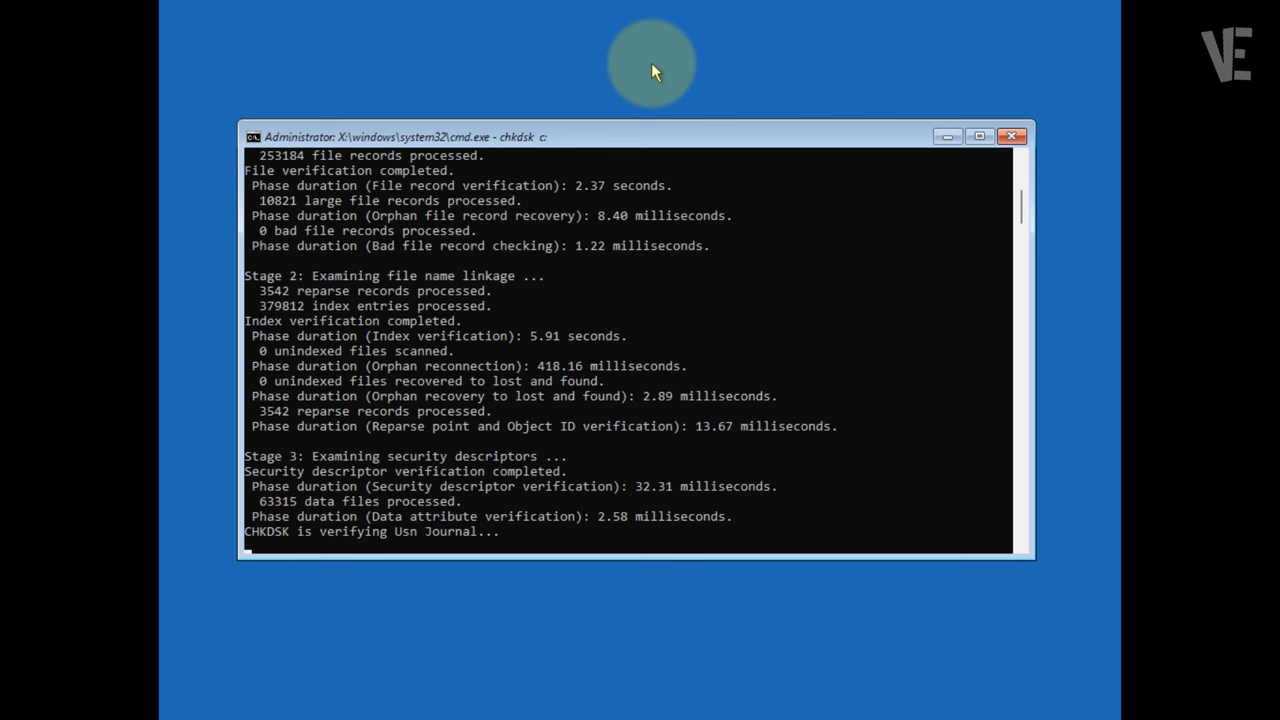 VE
Administrator: X:\windows\system32\cmd.exe - chkdsk c:
253184 file records processed.
File verification completed.
Phase duration (File record verification): 2.37 seconds.
10821 large file records processed.
Phase duration (Orphan file record recovery): 8.40 milliseconds.
0 bad file records processed.
Phase duration (Bad file record checking): 1.22 milliseconds.
Stage 2: Examining file name linkage ...
3542 reparse records processed.
379812 index entries processed.
Index verification completed.
Phase duration (Index verification): 5.91 seconds.
0 unindexed files scanned.
Phase duration (Orphan reconnection): 418.16 milliseconds.
0 unindexed files recovered to lost and found.
Phase duration (Orphan recovery to lost and found): 2.89 milliseconds.
3542 reparse records processed.
Phase duration (Reparse point and Object ID verification): 13.67 milliseconds.
Stage 3: Examining security descriptors ...
Security descriptor verification completed.
Phase duration (Security descriptor verification): 32.31 milliseconds.
63315 data files processed.
Phase duration (Data attribute verification): 2.58 milliseconds.
CHKDSK is verifying Usn Journal...